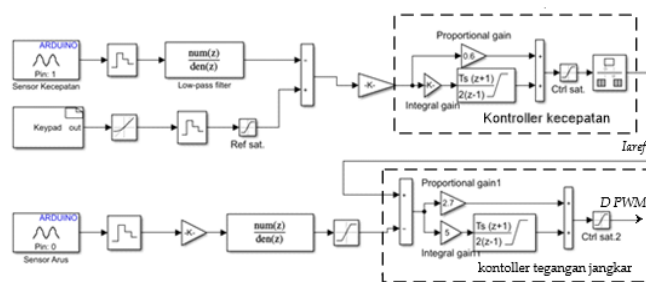 ARDUINO
Pin: 1
Sensor Kecepatan
num(z)
den(z)
Low-pass filter
Keypad out
Ref sat.
-K-
Proportional gain
0.6
-K-
Integral gain
Ts (z+1)
2(z-1)
Ctrl sat.
Kontroller kecepatan
Iaref
ARDUINO
Pin: 0
Sensor Arus
-K-
num(z)
den(z)
Proportional gain1
2.7
5
Integral gain1
Ts (z+1)
2(z-1)
Ctrl sat.2
D PWM
kontoller tegangan jangkar